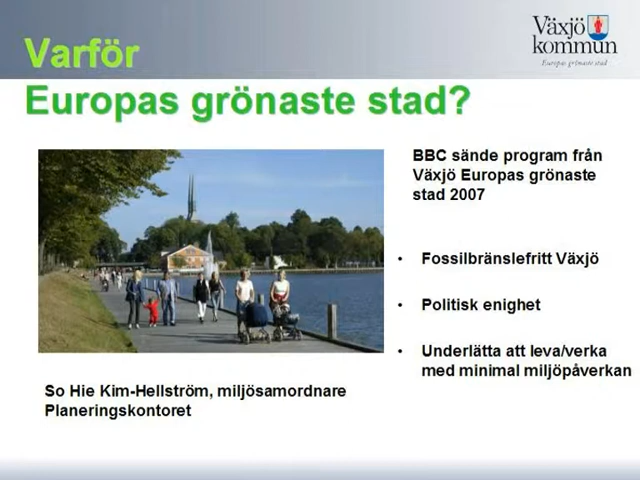 Växjö
kommun
Europas grönaste stad
Varför
Europas grönaste stad?
BBC sände program från
Växjö Europas grönaste
stad 2007
• Fossilbränslefritt Växjö
• Politisk enighet
• Underlätta att leva/verka
med minimal miljöpåverkan
So Hie Kim-Hellström, miljösamordnare
Planeringskontoret